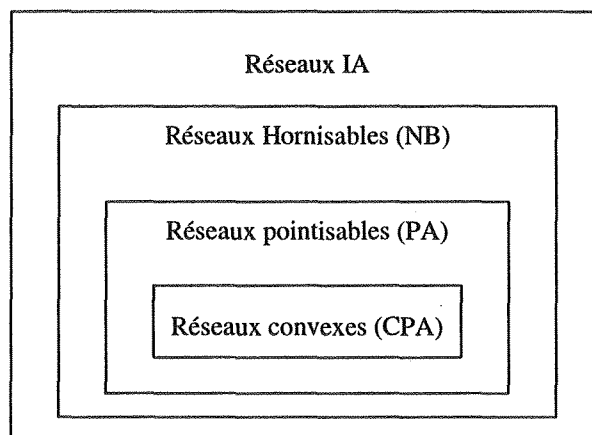 Réseaux IA
Réseaux Hornisables (NB)
Réseaux pointisables (PA)
Réseaux convexes (CPA)